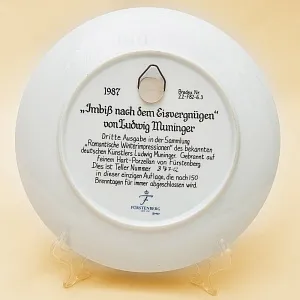 1987
Bradex Nr.
22-F82-6.3
„Imbiß nach dem Eisvergnügen"
von Ludwig Muninger
Dritte Ausgabe in der Sammlung
„Romantische Winterimpressionen" des bekannten
deutschen Künstlers Ludwig Muninger. Gebrannt auf
feinem Hart-Porzellan von Fürstenberg
Dies ist Teller Nummer
in dieser einzigen Auflage, die nach 150
Brenntagen für immer abgeschlossen wird.
F
FÜRSTENBERG